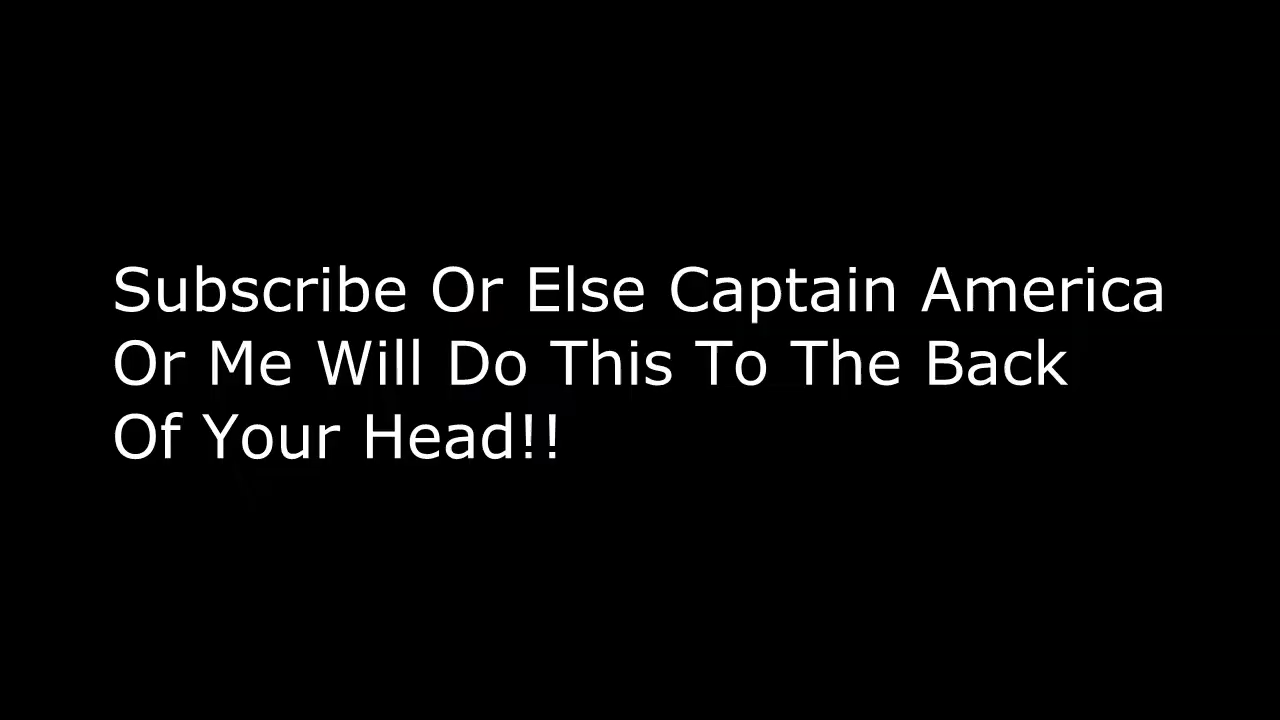 Subscribe Or Else Captain America
Or Me Will Do This To The Back
Of Your Head!!